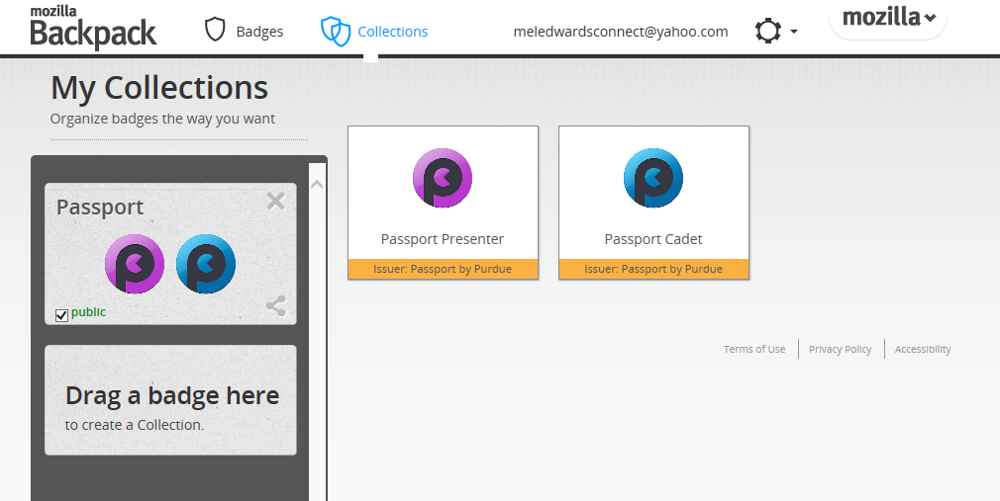 mozilla
Backpack
Badges
Collections
meledwardsconnect@yahoo.com
mozilla
My Collections
Organize badges the way you want
Passport
public
Drag a badge here
to create a Collection.
Passport Presenter
Issuer: Passport by Purdue
Passport Cadet
Issuer: Passport by Purdue
Terms of Use
Privacy Policy
Accessibility